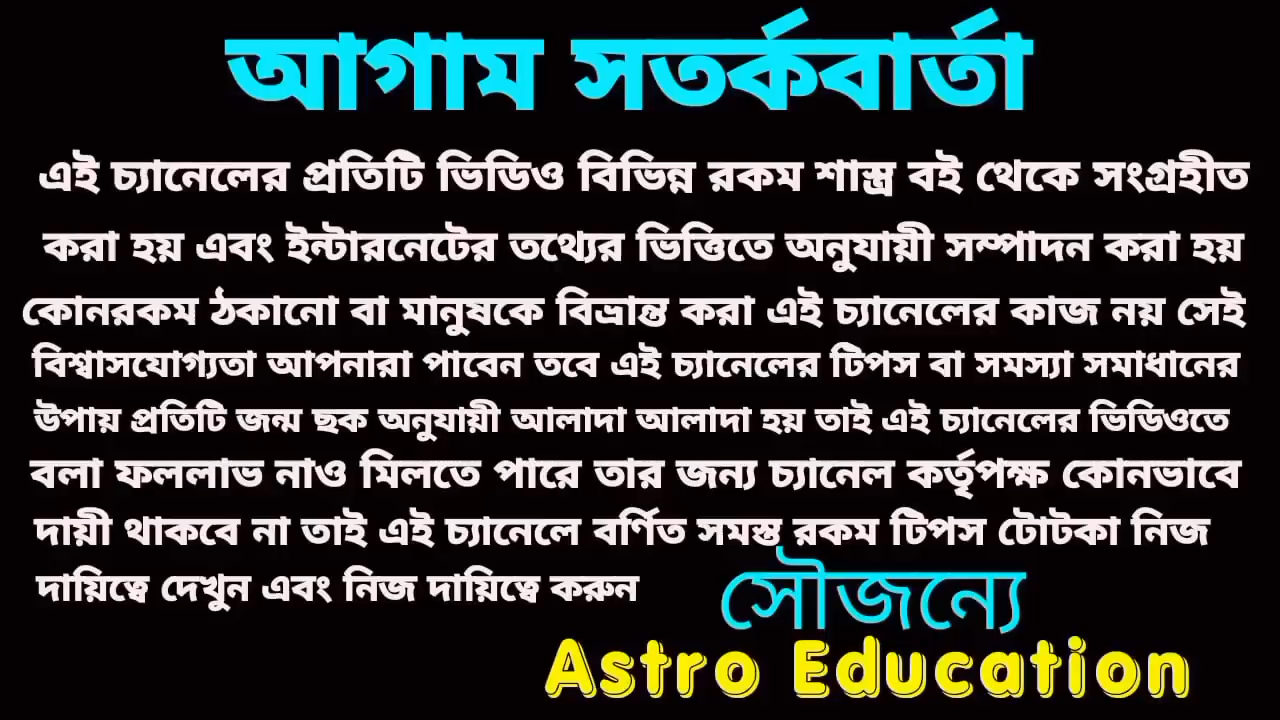 আগাম সতর্কবার্তা
এই চ্যানেলের প্রতিটি ভিডিও বিভিন্ন রকম শাস্ত্র বই থেকে সংগ্রহীত
করা হয় এবং ইন্টারনেটের তথ্যের ভিত্তিতে অনুযায়ী সম্পাদন করা হয়
কোনরকম ঠকানো বা মানুষকে বিভ্রান্ত করা এই চ্যানেলের কাজ নয় সেই
বিশ্বাসযোগ্যতা আপনারা পাবেন তবে এই চ্যানেলের টিপস বা সমস্যা সমাধানের
উপায় প্রতিটি জন্ম ছক অনুযায়ী আলাদা আলাদা হয় তাই এই চ্যানেলের ভিডিওতে
বলা ফললাভ নাও মিলতে পারে তার জন্য চ্যানেল কর্তৃপক্ষ কোনভাবে
দায়ী থাকবে না তাই এই চ্যানেলে বর্ণিত সমস্ত রকম টিপস টোটকা নিজ
দায়িত্বে দেখুন এবং নিজ দায়িত্বে করুন
সৌজন্যে
Astro Education